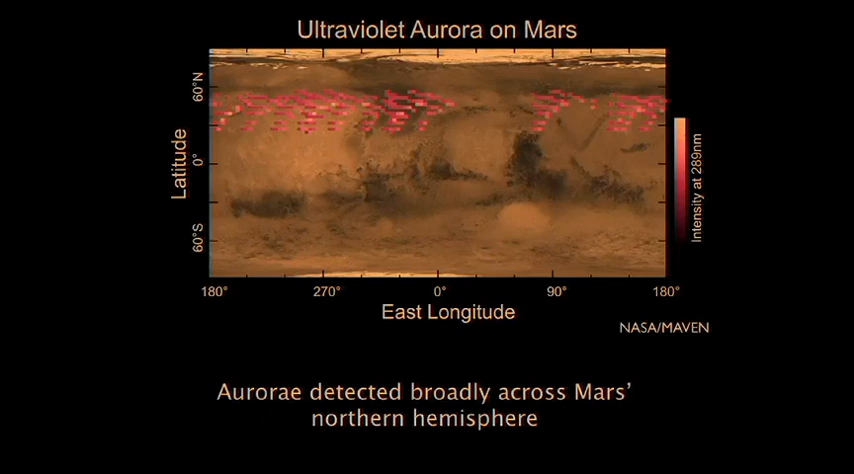 Ultraviolet Aurora on Mars
60°N
0°
60°S
Latitude
180°
270°
0°
90°
180°
East Longitude
Intensity at 289nm
NASA/MAVEN
Aurorae detected broadly across Mars’
northern hemisphere